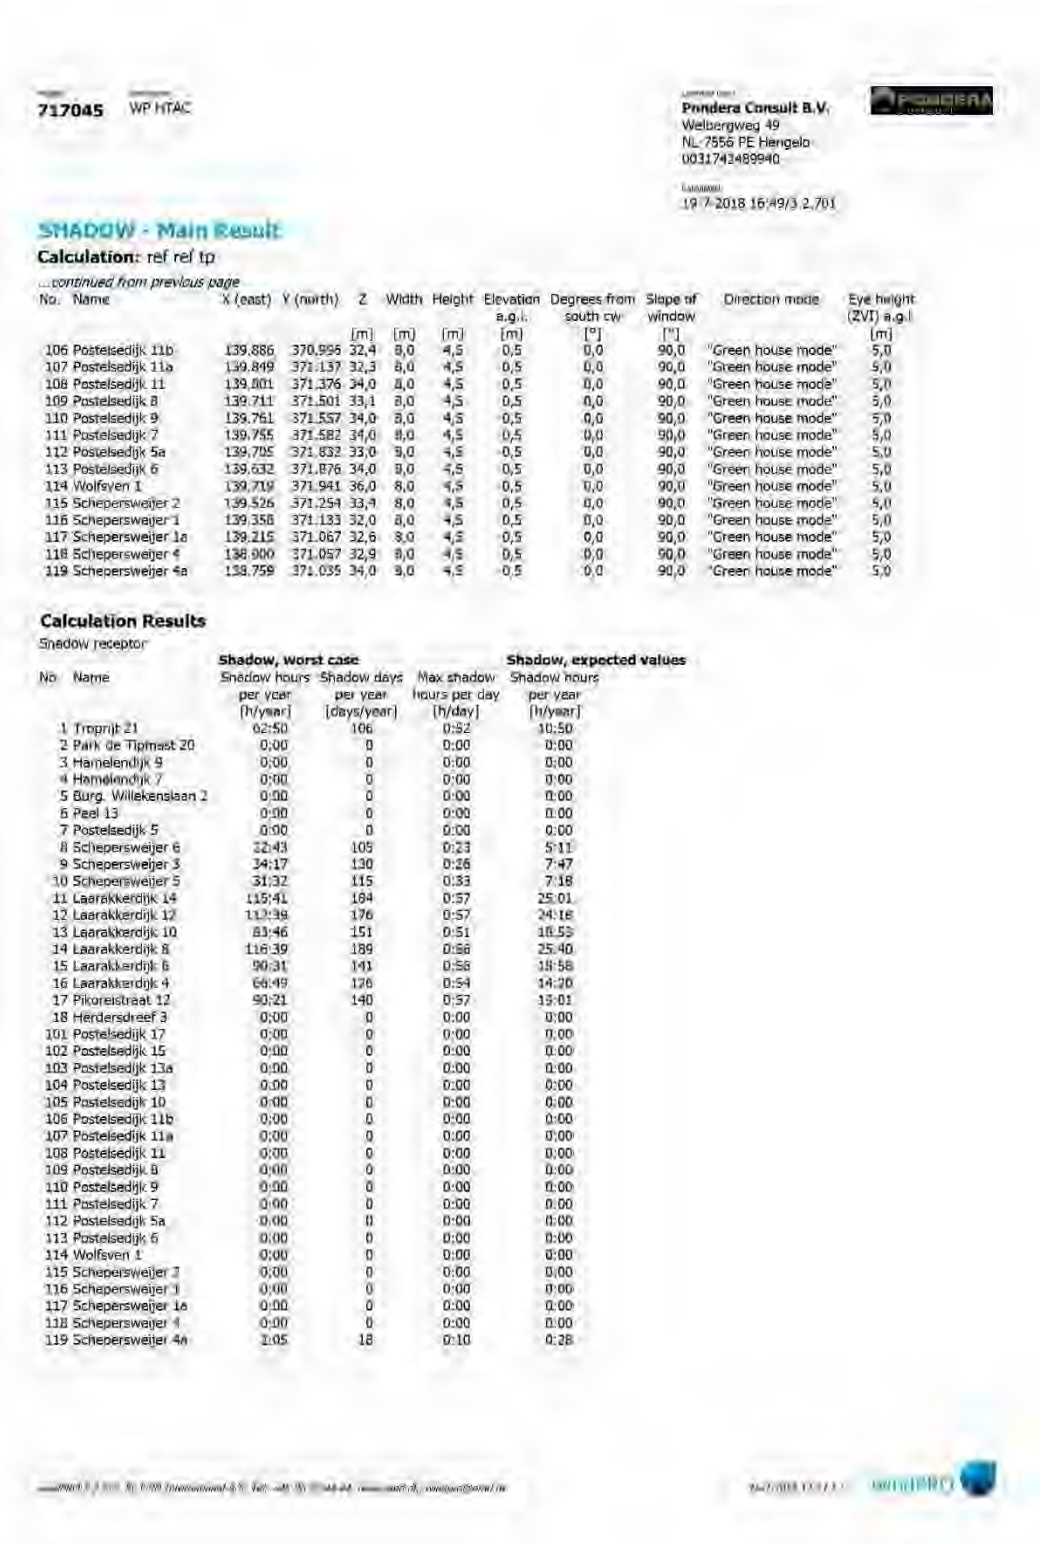 717045 WP HTAC
Pondera Consult B.V.
PONDERA
Welbergweg 49
NL-7556 PE Hengelo
0031742489940
19-7-2018 16:49/3.2.701
SHADOW - Main Result
Calculation: ref ref tp
...continued from previous page
No. Name X (east) Y (north) Z Width Height Elevation Degrees from Slope of Direction mode Eye height
a.g.l. south cw window (ZVI) a.g.l.
[m] [m] [m] [m] [°] [°] [m]
106 Postelsedijk 11b 139.886 370.996 32,4 8,0 4,5 0,5 0,0 90,0 "Green house mode" 5,0
107 Postelsedijk 11a 139.849 371.137 32,3 8,0 4,5 0,5 0,0 90,0 "Green house mode" 5,0
108 Postelsedijk 11 139.801 371.376 34,0 8,0 4,5 0,5 0,0 90,0 "Green house mode" 5,0
109 Postelsedijk 8 139.711 371.501 33,1 8,0 4,5 0,5 0,0 90,0 "Green house mode" 5,0
110 Postelsedijk 9 139.761 371.557 34,0 8,0 4,5 0,5 0,0 90,0 "Green house mode" 5,0
111 Postelsedijk 7 139.755 371.582 34,0 8,0 4,5 0,5 0,0 90,0 "Green house mode" 5,0
112 Postelsedijk 5a 139.705 371.832 33,0 8,0 4,5 0,5 0,0 90,0 "Green house mode" 5,0
113 Postelsedijk 6 139.632 371.876 34,0 8,0 4,5 0,5 0,0 90,0 "Green house mode" 5,0
114 Wolfsven 1 139.719 371.941 36,0 8,0 4,5 0,5 0,0 90,0 "Green house mode" 5,0
115 Schepersweijer 2 139.526 371.254 33,4 8,0 4,5 0,5 0,0 90,0 "Green house mode" 5,0
116 Schepersweijer 1 139.358 371.133 32,0 8,0 4,5 0,5 0,0 90,0 "Green house mode" 5,0
117 Schepersweijer 1a 139.215 371.067 32,6 8,0 4,5 0,5 0,0 90,0 "Green house mode" 5,0
118 Schepersweijer 4 138.900 371.057 32,9 8,0 4,5 0,5 0,0 90,0 "Green house mode" 5,0
119 Schepersweijer 4a 138.759 371.035 34,0 8,0 4,5 0,5 0,0 90,0 "Green house mode" 5,0
Calculation Results
Shadow receptor
Shadow, worst case Shadow, expected values
No. Name Shadow hours Shadow days Max shadow Shadow hours
per year per year hours per day per year
[h/year] [days/year] [h/day] [h/year]
1 Troprijt 21 62:50 106 0:52 10:50
2 Park de Tipmast 20 0:00 0 0:00 0:00
3 Hamelendijk 9 0:00 0 0:00 0:00
4 Hamelendijk 7 0:00 0 0:00 0:00
5 Burg. Willekenslaan 2 0:00 0 0:00 0:00
6 Peel 13 0:00 0 0:00 0:00
7 Postelsedijk 5 0:00 0 0:00 0:00
8 Schepersweijer 6 22:43 105 0:23 5:11
9 Schepersweijer 3 34:17 130 0:26 7:47
10 Schepersweijer 5 31:32 115 0:33 7:18
11 Laarakkerdijk 14 115:41 184 0:57 25:01
12 Laarakkerdijk 12 112:39 176 0:57 24:16
13 Laarakkerdijk 10 83:46 151 0:51 18:53
14 Laarakkerdijk 8 116:39 189 0:56 25:40
15 Laarakkerdijk 6 90:31 141 0:58 18:58
16 Laarakkerdijk 4 66:49 126 0:54 14:20
17 Pikoreistraat 12 90:21 140 0:57 19:01
18 Herdersdreef 3 0:00 0 0:00 0:00
101 Postelsedijk 17 0:00 0 0:00 0:00
102 Postelsedijk 15 0:00 0 0:00 0:00
103 Postelsedijk 13a 0:00 0 0:00 0:00
104 Postelsedijk 13 0:00 0 0:00 0:00
105 Postelsedijk 10 0:00 0 0:00 0:00
106 Postelsedijk 11b 0:00 0 0:00 0:00
107 Postelsedijk 11a 0:00 0 0:00 0:00
108 Postelsedijk 11 0:00 0 0:00 0:00
109 Postelsedijk 8 0:00 0 0:00 0:00
110 Postelsedijk 9 0:00 0 0:00 0:00
111 Postelsedijk 7 0:00 0 0:00 0:00
112 Postelsedijk 5a 0:00 0 0:00 0:00
113 Postelsedijk 6 0:00 0 0:00 0:00
114 Wolfsven 1 0:00 0 0:00 0:00
115 Schepersweijer 2 0:00 0 0:00 0:00
116 Schepersweijer 1 0:00 0 0:00 0:00
117 Schepersweijer 1a 0:00 0 0:00 0:00
118 Schepersweijer 4 0:00 0 0:00 0:00
119 Schepersweijer 4a 2:05 18 0:10 0:28
windPRO